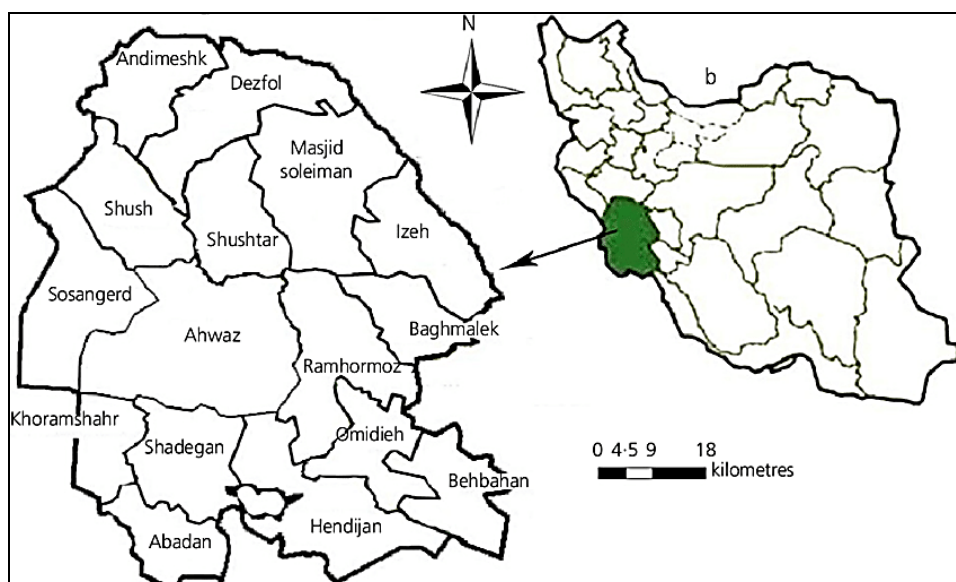 N
b
Andimeshk
Dezfol
Masjid
soleiman
Shush
Shushtar
Izeh
Sosangerd
Ahwaz
Baghmalek
Ramhormoz
Khoramshahr
Shadegan
Omidieh
Behbahan
Hendijan
Abadan
0 4·5 9 18
kilometres